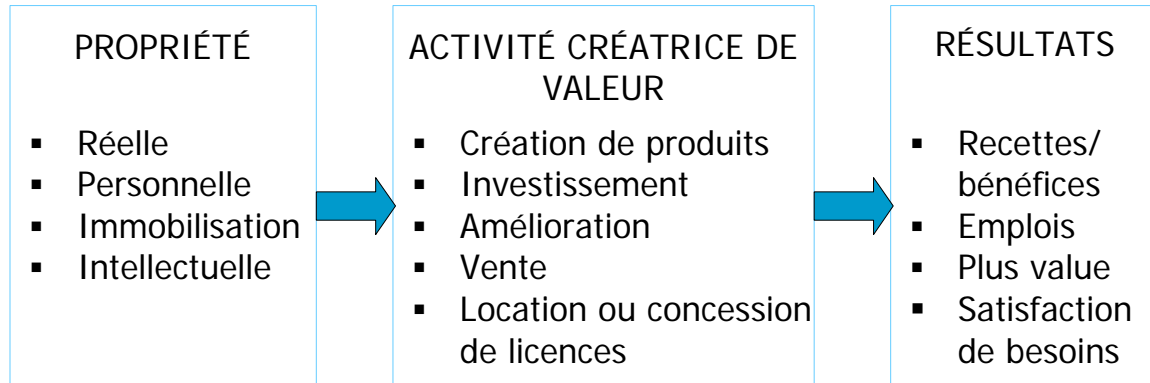 PROPRIÉTÉ
▪ Réelle
▪ Personnelle
▪ Immobilisation
▪ Intellectuelle
ACTIVITÉ CRÉATRICE DE
VALEUR
▪ Création de produits
▪ Investissement
▪ Amélioration
▪ Vente
▪ Location ou concession
de licences
RÉSULTATS
▪ Recettes/
bénéfices
▪ Emplois
▪ Plus value
▪ Satisfaction
de besoins